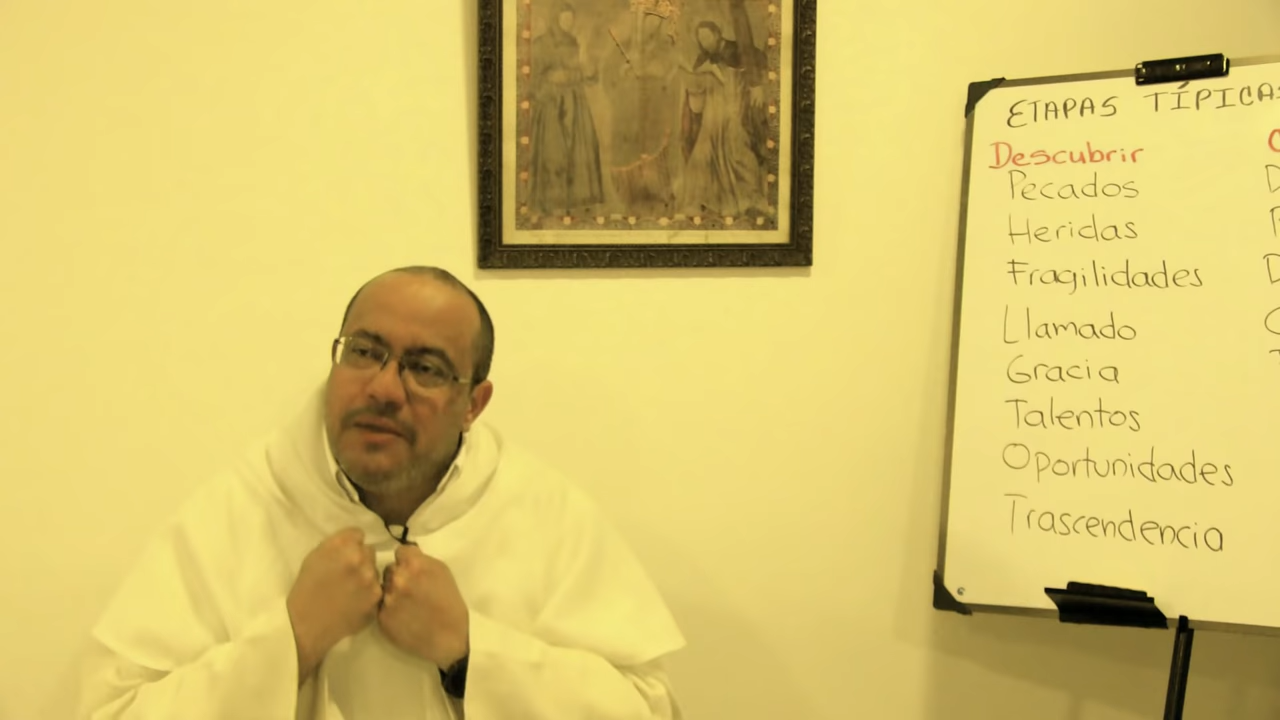 ETAPAS TÍPICAS
Descubrir
Pecados
Heridas
Fragilidades
Llamado
Gracia
Talentos
Oportunidades
Trascendencia